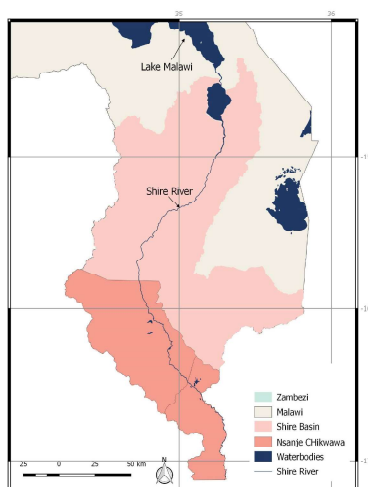 35
36
Lake Malawi
Shire River
Zambezi
Malawi
Shire Basin
Nsanje CHikwawa
Waterbodies
Shire River
N
25 0 25 50 km